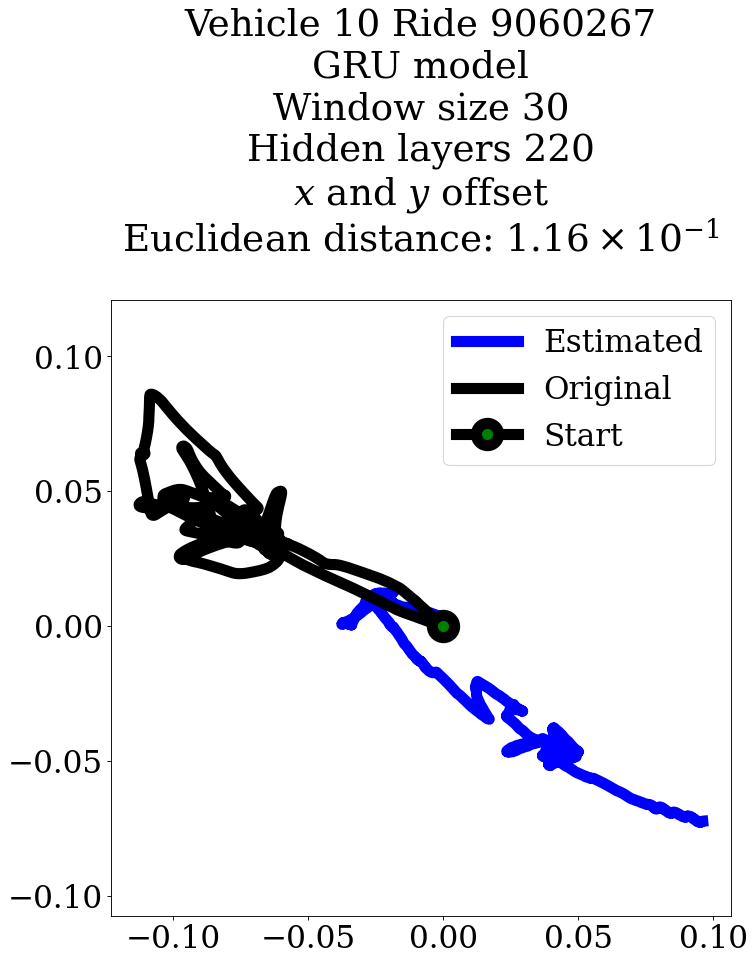 Vehicle 10 Ride 9060267
GRU model
Window size 30
Hidden layers 220
x and y offset
Euclidean distance: 1.16 × 10⁻¹
Estimated
Original
Start
0.10
0.05
0.00
−0.05
−0.10
−0.10
−0.05
0.00
0.05
0.10